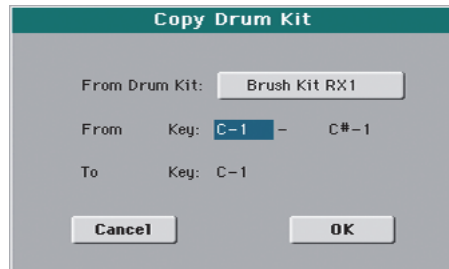 Copy Drum Kit
From Drum Kit: Brush Kit RX1
From Key: C-1 - C#-1
To Key: C-1
Cancel OK